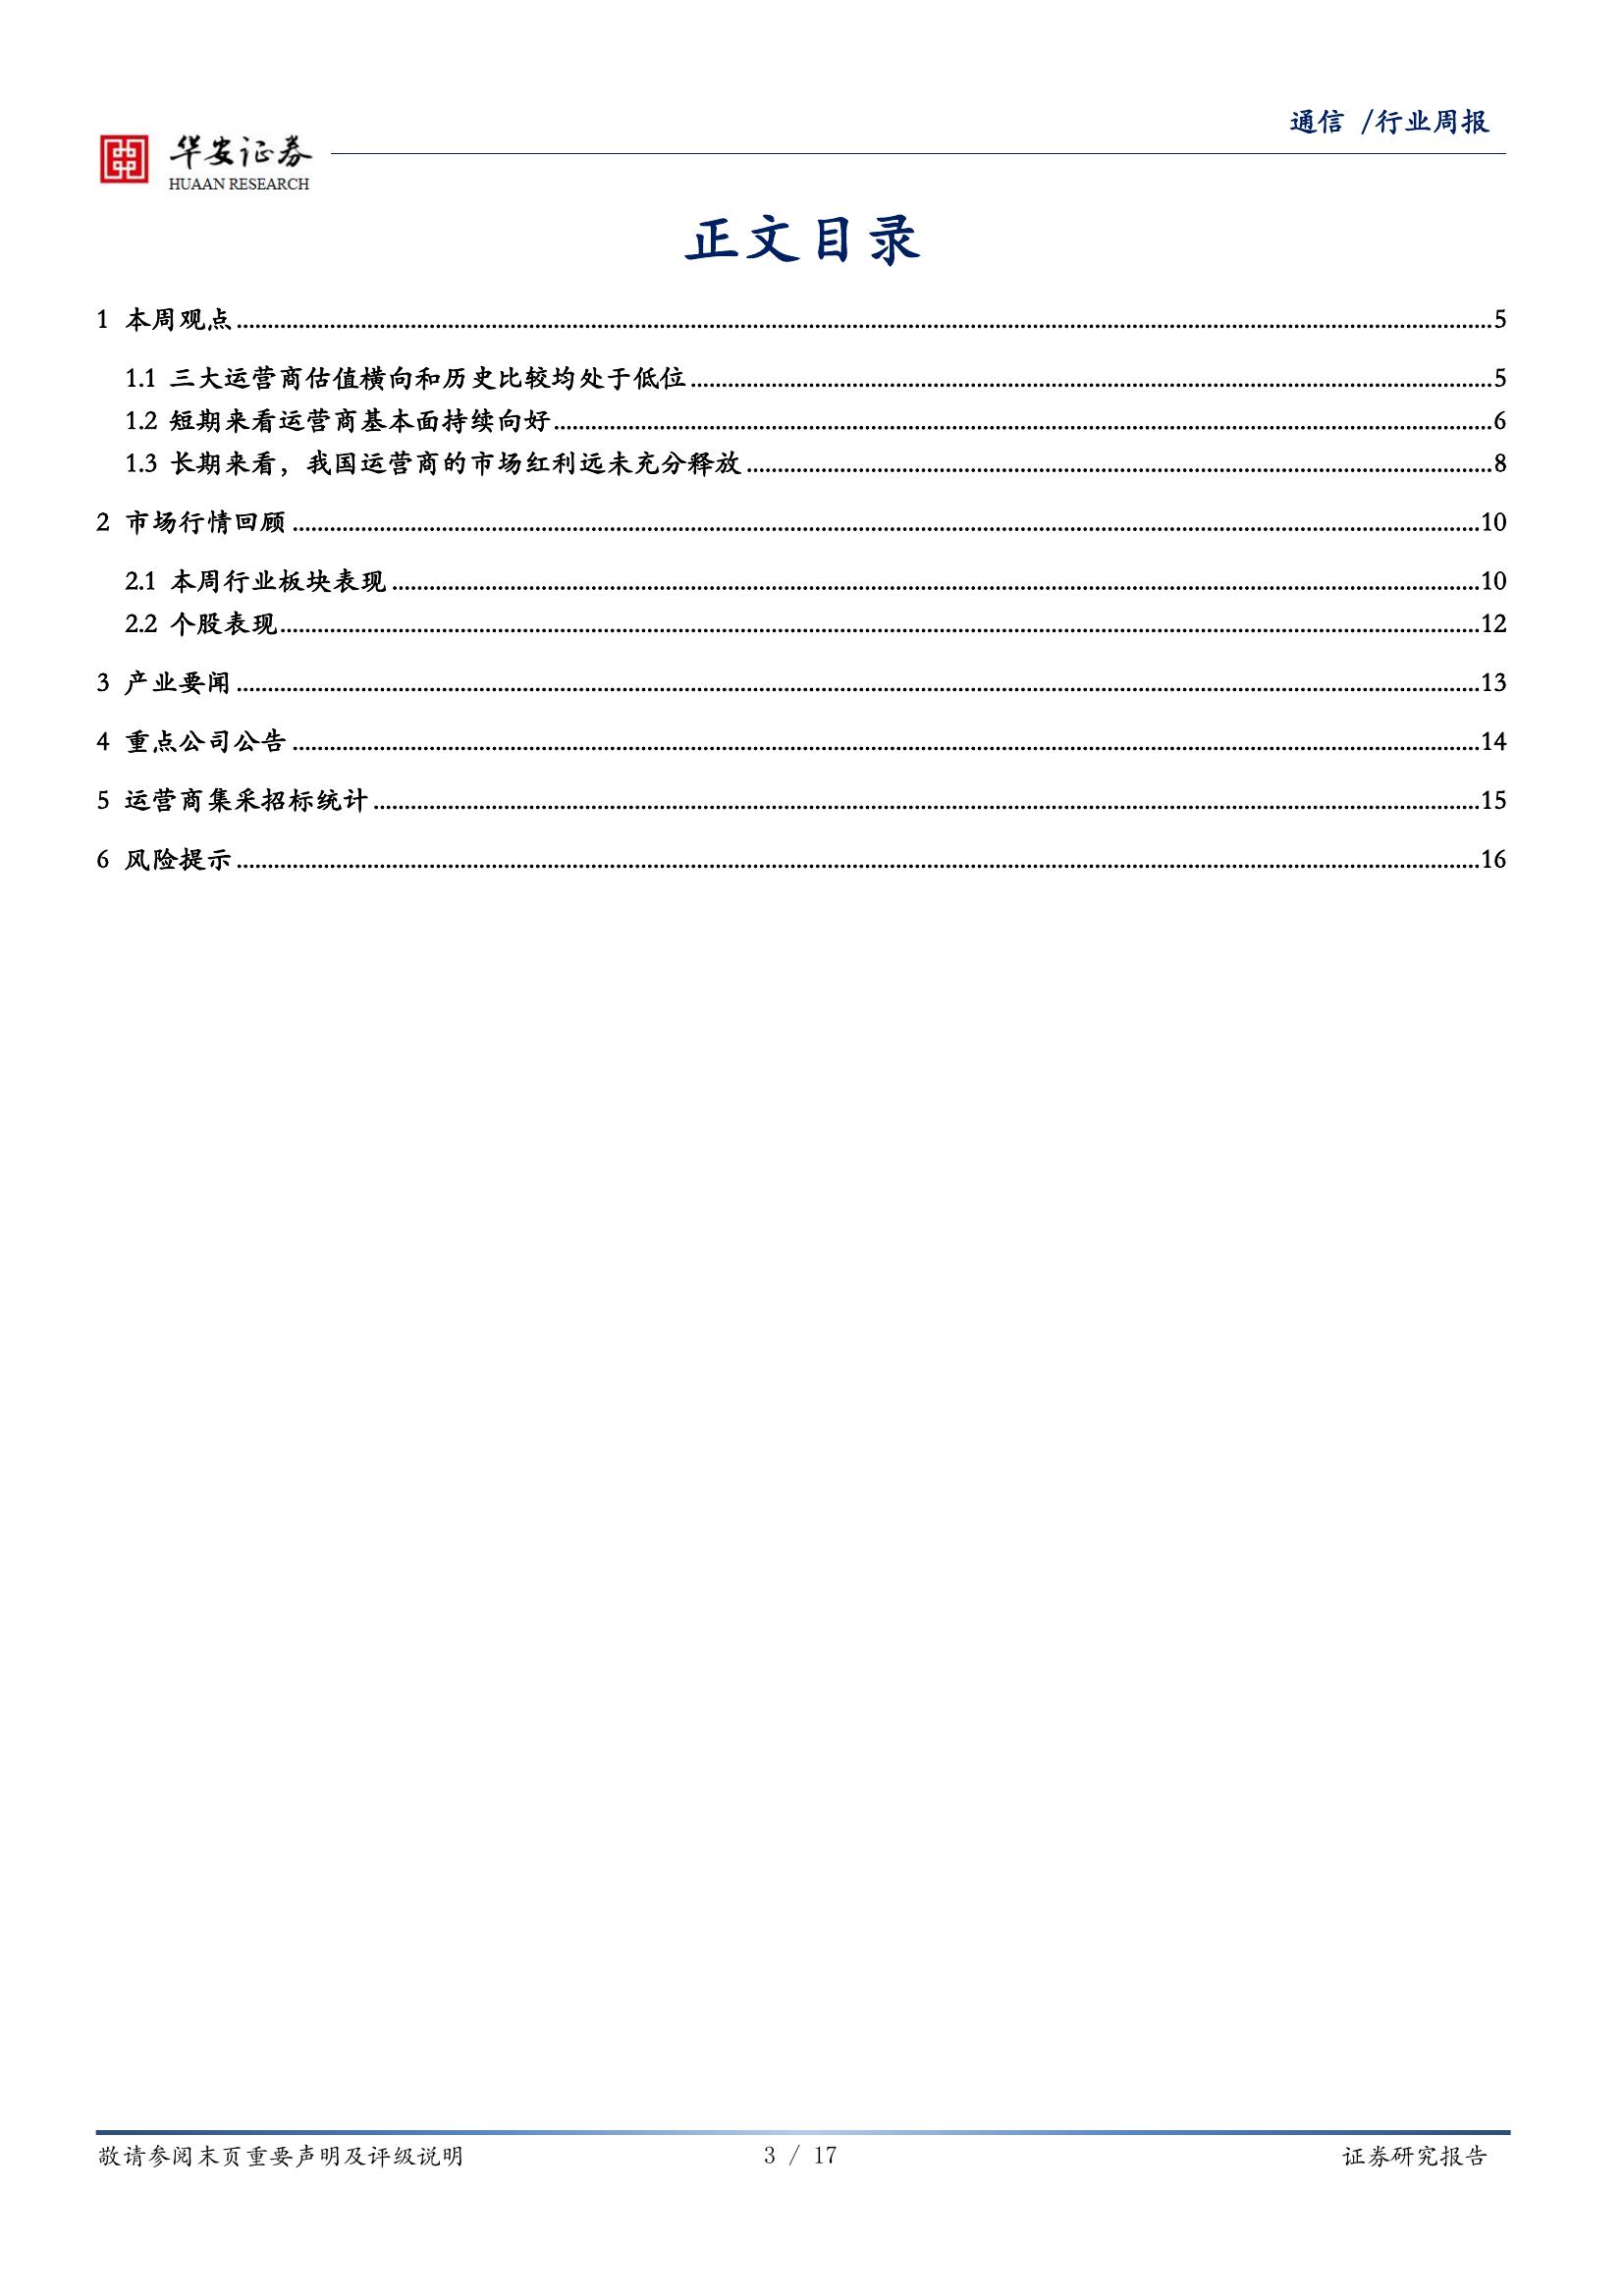 通信 /行业周报
华安证券
HUAAN RESEARCH
正文目录
1 本周观点 5
1.1 三大运营商估值横向和历史比较均处于低位 5
1.2 短期来看运营商基本面持续向好 6
1.3 长期来看，我国运营商的市场红利远未充分释放 8
2 市场行情回顾 10
2.1 本周行业板块表现 10
2.2 个股表现 12
3 产业要闻 13
4 重点公司公告 14
5 运营商集采招标统计 15
6 风险提示 16
敬请参阅末页重要声明及评级说明 3 / 17 证券研究报告